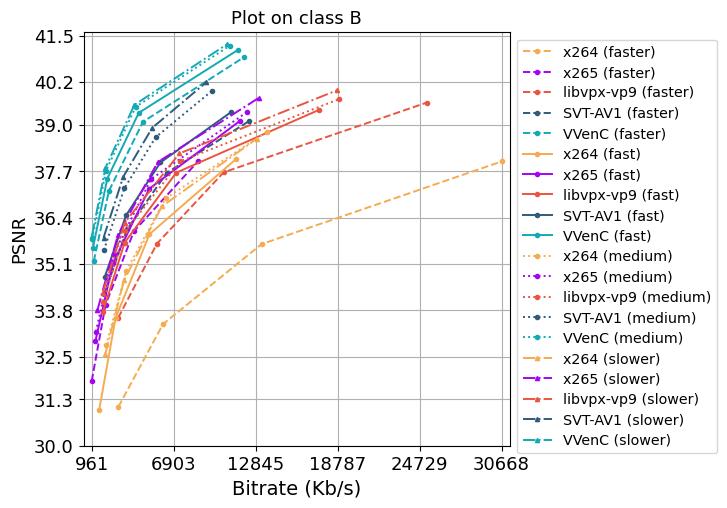 Plot on class B
41.5
40.2
39.0
37.7
36.4
35.1
33.8
32.5
31.3
30.0
PSNR
961 6903 12845 18787 24729 30668
Bitrate (Kb/s)
x264 (faster)
x265 (faster)
libvpx-vp9 (faster)
SVT-AV1 (faster)
VVenC (faster)
x264 (fast)
x265 (fast)
libvpx-vp9 (fast)
SVT-AV1 (fast)
VVenC (fast)
x264 (medium)
x265 (medium)
libvpx-vp9 (medium)
SVT-AV1 (medium)
VVenC (medium)
x264 (slower)
x265 (slower)
libvpx-vp9 (slower)
SVT-AV1 (slower)
VVenC (slower)